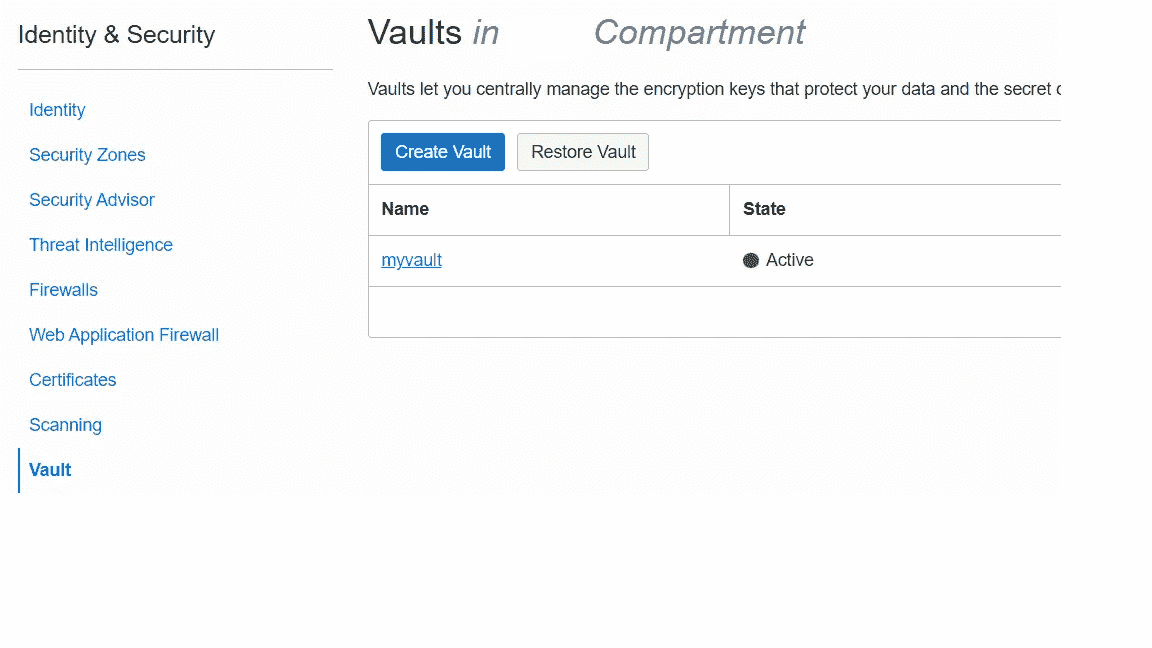 Identity & Security
Identity
Security Zones
Security Advisor
Threat Intelligence
Firewalls
Web Application Firewall
Certificates
Scanning
Vault
Vaults in Compartment
Vaults let you centrally manage the encryption keys that protect your data and the secret
Create Vault Restore Vault
Name State
myvault Active